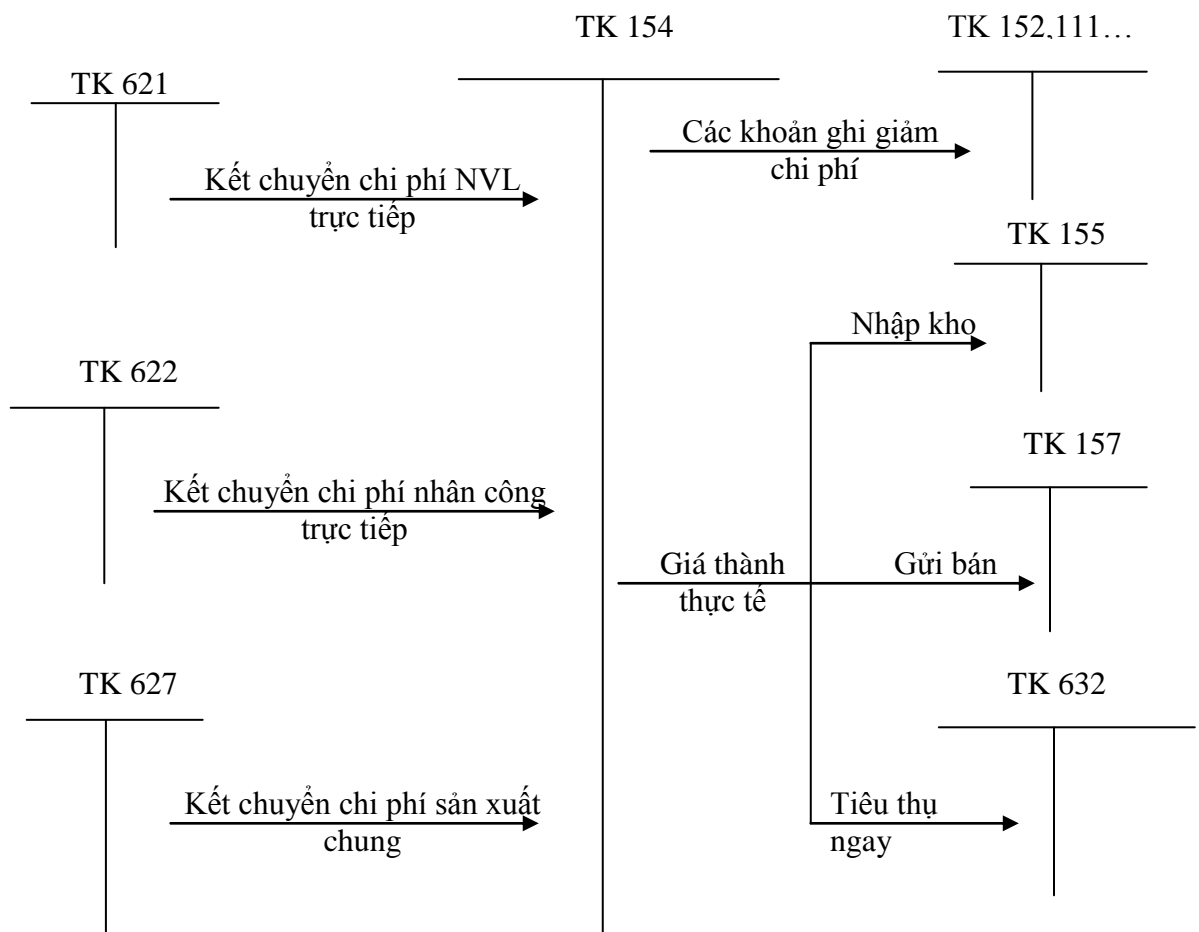 TK 154
TK 152,111…
TK 621
Các khoản ghi giảm
chi phí
Kết chuyển chi phí NVL
trực tiếp
TK 155
Nhập kho
TK 622
TK 157
Kết chuyển chi phí nhân công
trực tiếp
Giá thành
thực tế
Gửi bán
TK 627
TK 632
Kết chuyển chi phí sản xuất
chung
Tiêu thụ
ngay